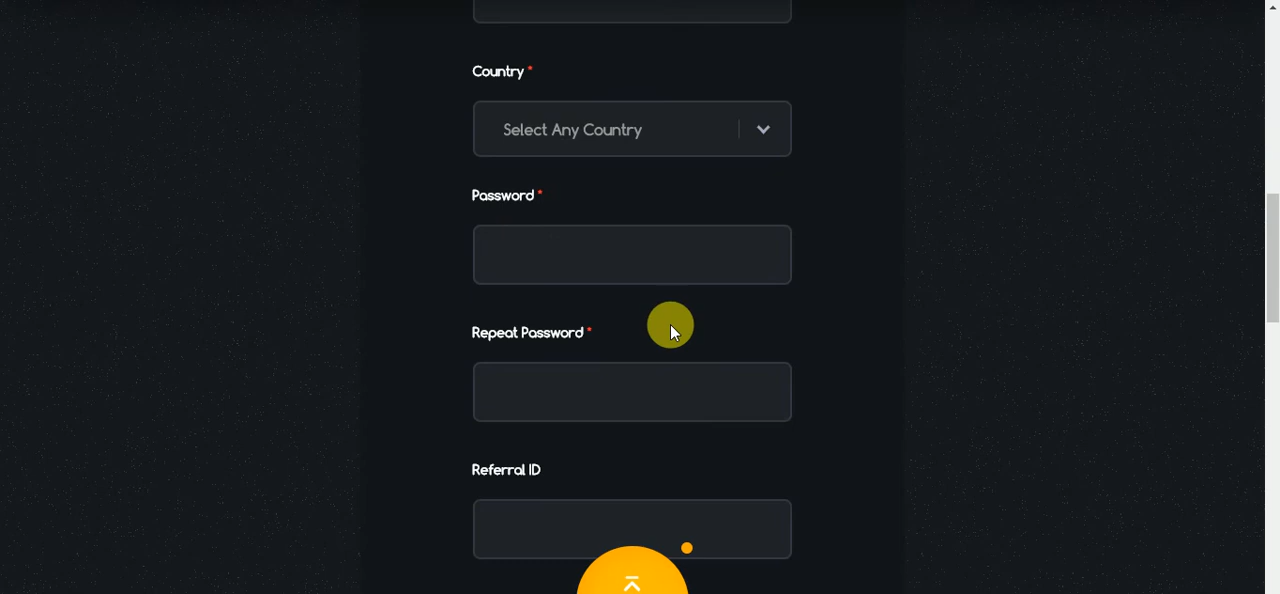 Country *
Select Any Country
Password *
Repeat Password *
Referral ID